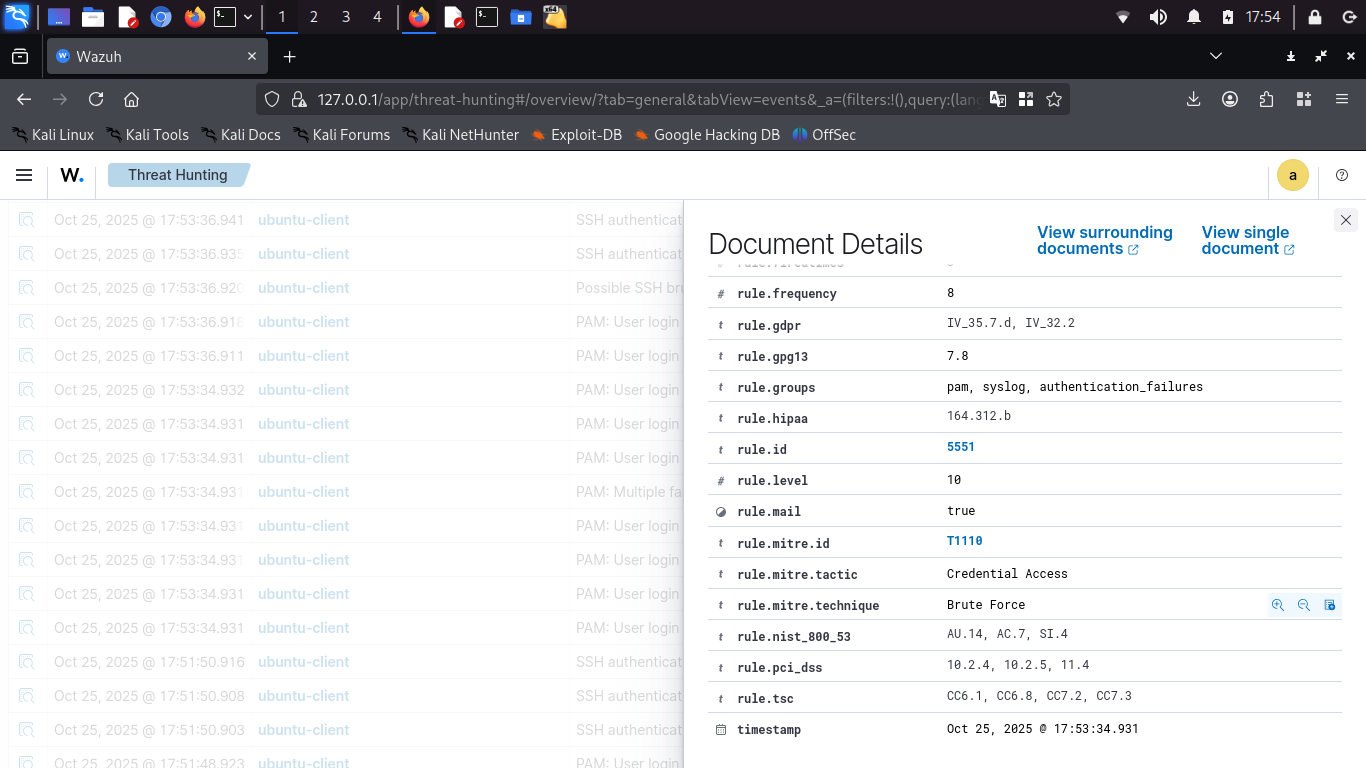 1 2 3 4 17:54
Wazuh
127.0.0.1/app/threat-hunting#/overview/?tab=general&tabView=events&_a=(filters:!(),query:(lang
Kali Linux Kali Tools Kali Docs Kali Forums Kali NetHunter Exploit-DB Google Hacking DB OffSec
W. Threat Hunting a
Oct 25, 2025 @ 17:53:36.941 ubuntu-client SSH authenticat
Oct 25, 2025 @ 17:53:36.935 ubuntu-client SSH authenticat
Oct 25, 2025 @ 17:53:36.920 ubuntu-client Possible SSH bru
Oct 25, 2025 @ 17:53:36.918 ubuntu-client PAM: User login
Oct 25, 2025 @ 17:53:36.911 ubuntu-client PAM: User login
Oct 25, 2025 @ 17:53:34.932 ubuntu-client PAM: User login
Oct 25, 2025 @ 17:53:34.931 ubuntu-client PAM: User login
Oct 25, 2025 @ 17:53:34.931 ubuntu-client PAM: User login
Oct 25, 2025 @ 17:53:34.931 ubuntu-client PAM: Multiple fa
Oct 25, 2025 @ 17:53:34.931 ubuntu-client PAM: User login
Oct 25, 2025 @ 17:53:34.931 ubuntu-client PAM: User login
Oct 25, 2025 @ 17:53:34.931 ubuntu-client PAM: User login
Oct 25, 2025 @ 17:53:34.931 ubuntu-client PAM: User login
Oct 25, 2025 @ 17:51:50.916 ubuntu-client SSH authenticat
Oct 25, 2025 @ 17:51:50.908 ubuntu-client SSH authenticat
Oct 25, 2025 @ 17:51:50.903 ubuntu-client SSH authenticat
Oct 25, 2025 @ 17:51:48.923 ubuntu-client PAM: User login
Document Details
View surrounding documents
View single document
# rule.frequency 8
t rule.gdpr IV_35.7.d, IV_32.2
t rule.gpg13 7.8
t rule.groups pam, syslog, authentication_failures
t rule.hipaa 164.312.b
t rule.id 5551
# rule.level 10
rule.mail true
t rule.mitre.id T1110
t rule.mitre.tactic Credential Access
t rule.mitre.technique Brute Force
t rule.nist_800_53 AU.14, AC.7, SI.4
t rule.pci_dss 10.2.4, 10.2.5, 11.4
t rule.tsc CC6.1, CC6.8, CC7.2, CC7.3
timestamp Oct 25, 2025 @ 17:53:34.931